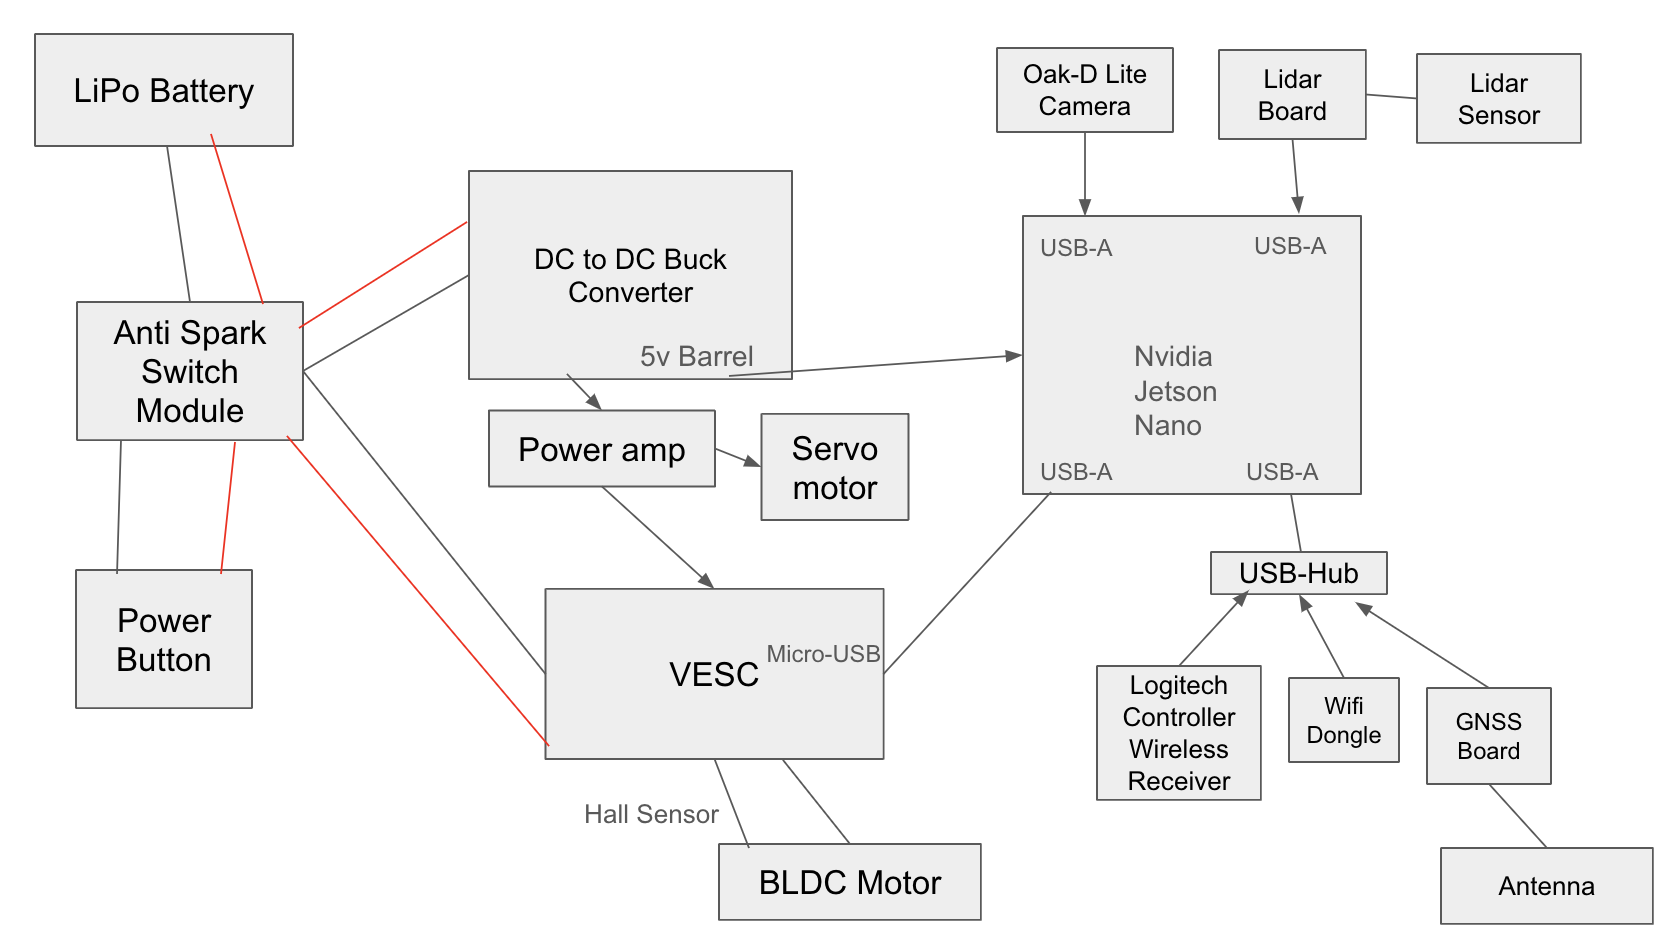 LiPo Battery
Oak-D Lite
Camera
Lidar
Board
Lidar
Sensor
DC to DC Buck
Converter
5v Barrel
USB-A
USB-A
Anti Spark
Switch
Module
Nvidia
Jetson
Nano
Power amp
Servo
motor
USB-A
USB-A
USB-Hub
Power
Button
VESC
Micro-USB
Logitech
Controller
Wireless
Receiver
Wifi
Dongle
GNSS
Board
Hall Sensor
BLDC Motor
Antenna